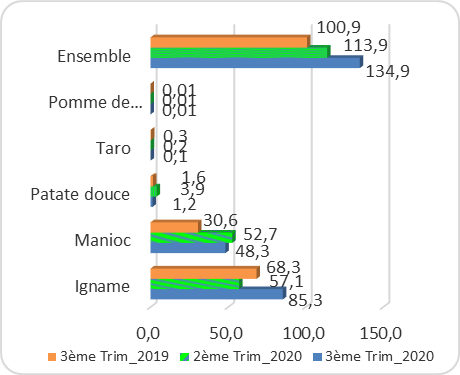 Ensemble 100,9
113,9
134,9
Pomme de... 0,01
0,01
0,01
Taro 0,3
0,2
0,1
Patate douce 1,6
3,9
1,2
Manioc 30,6
52,7
48,3
Igname 68,3
57,1
85,3
0,0 50,0 100,0 150,0
3ème Trim_2019 2ème Trim_2020 3ème Trim_2020